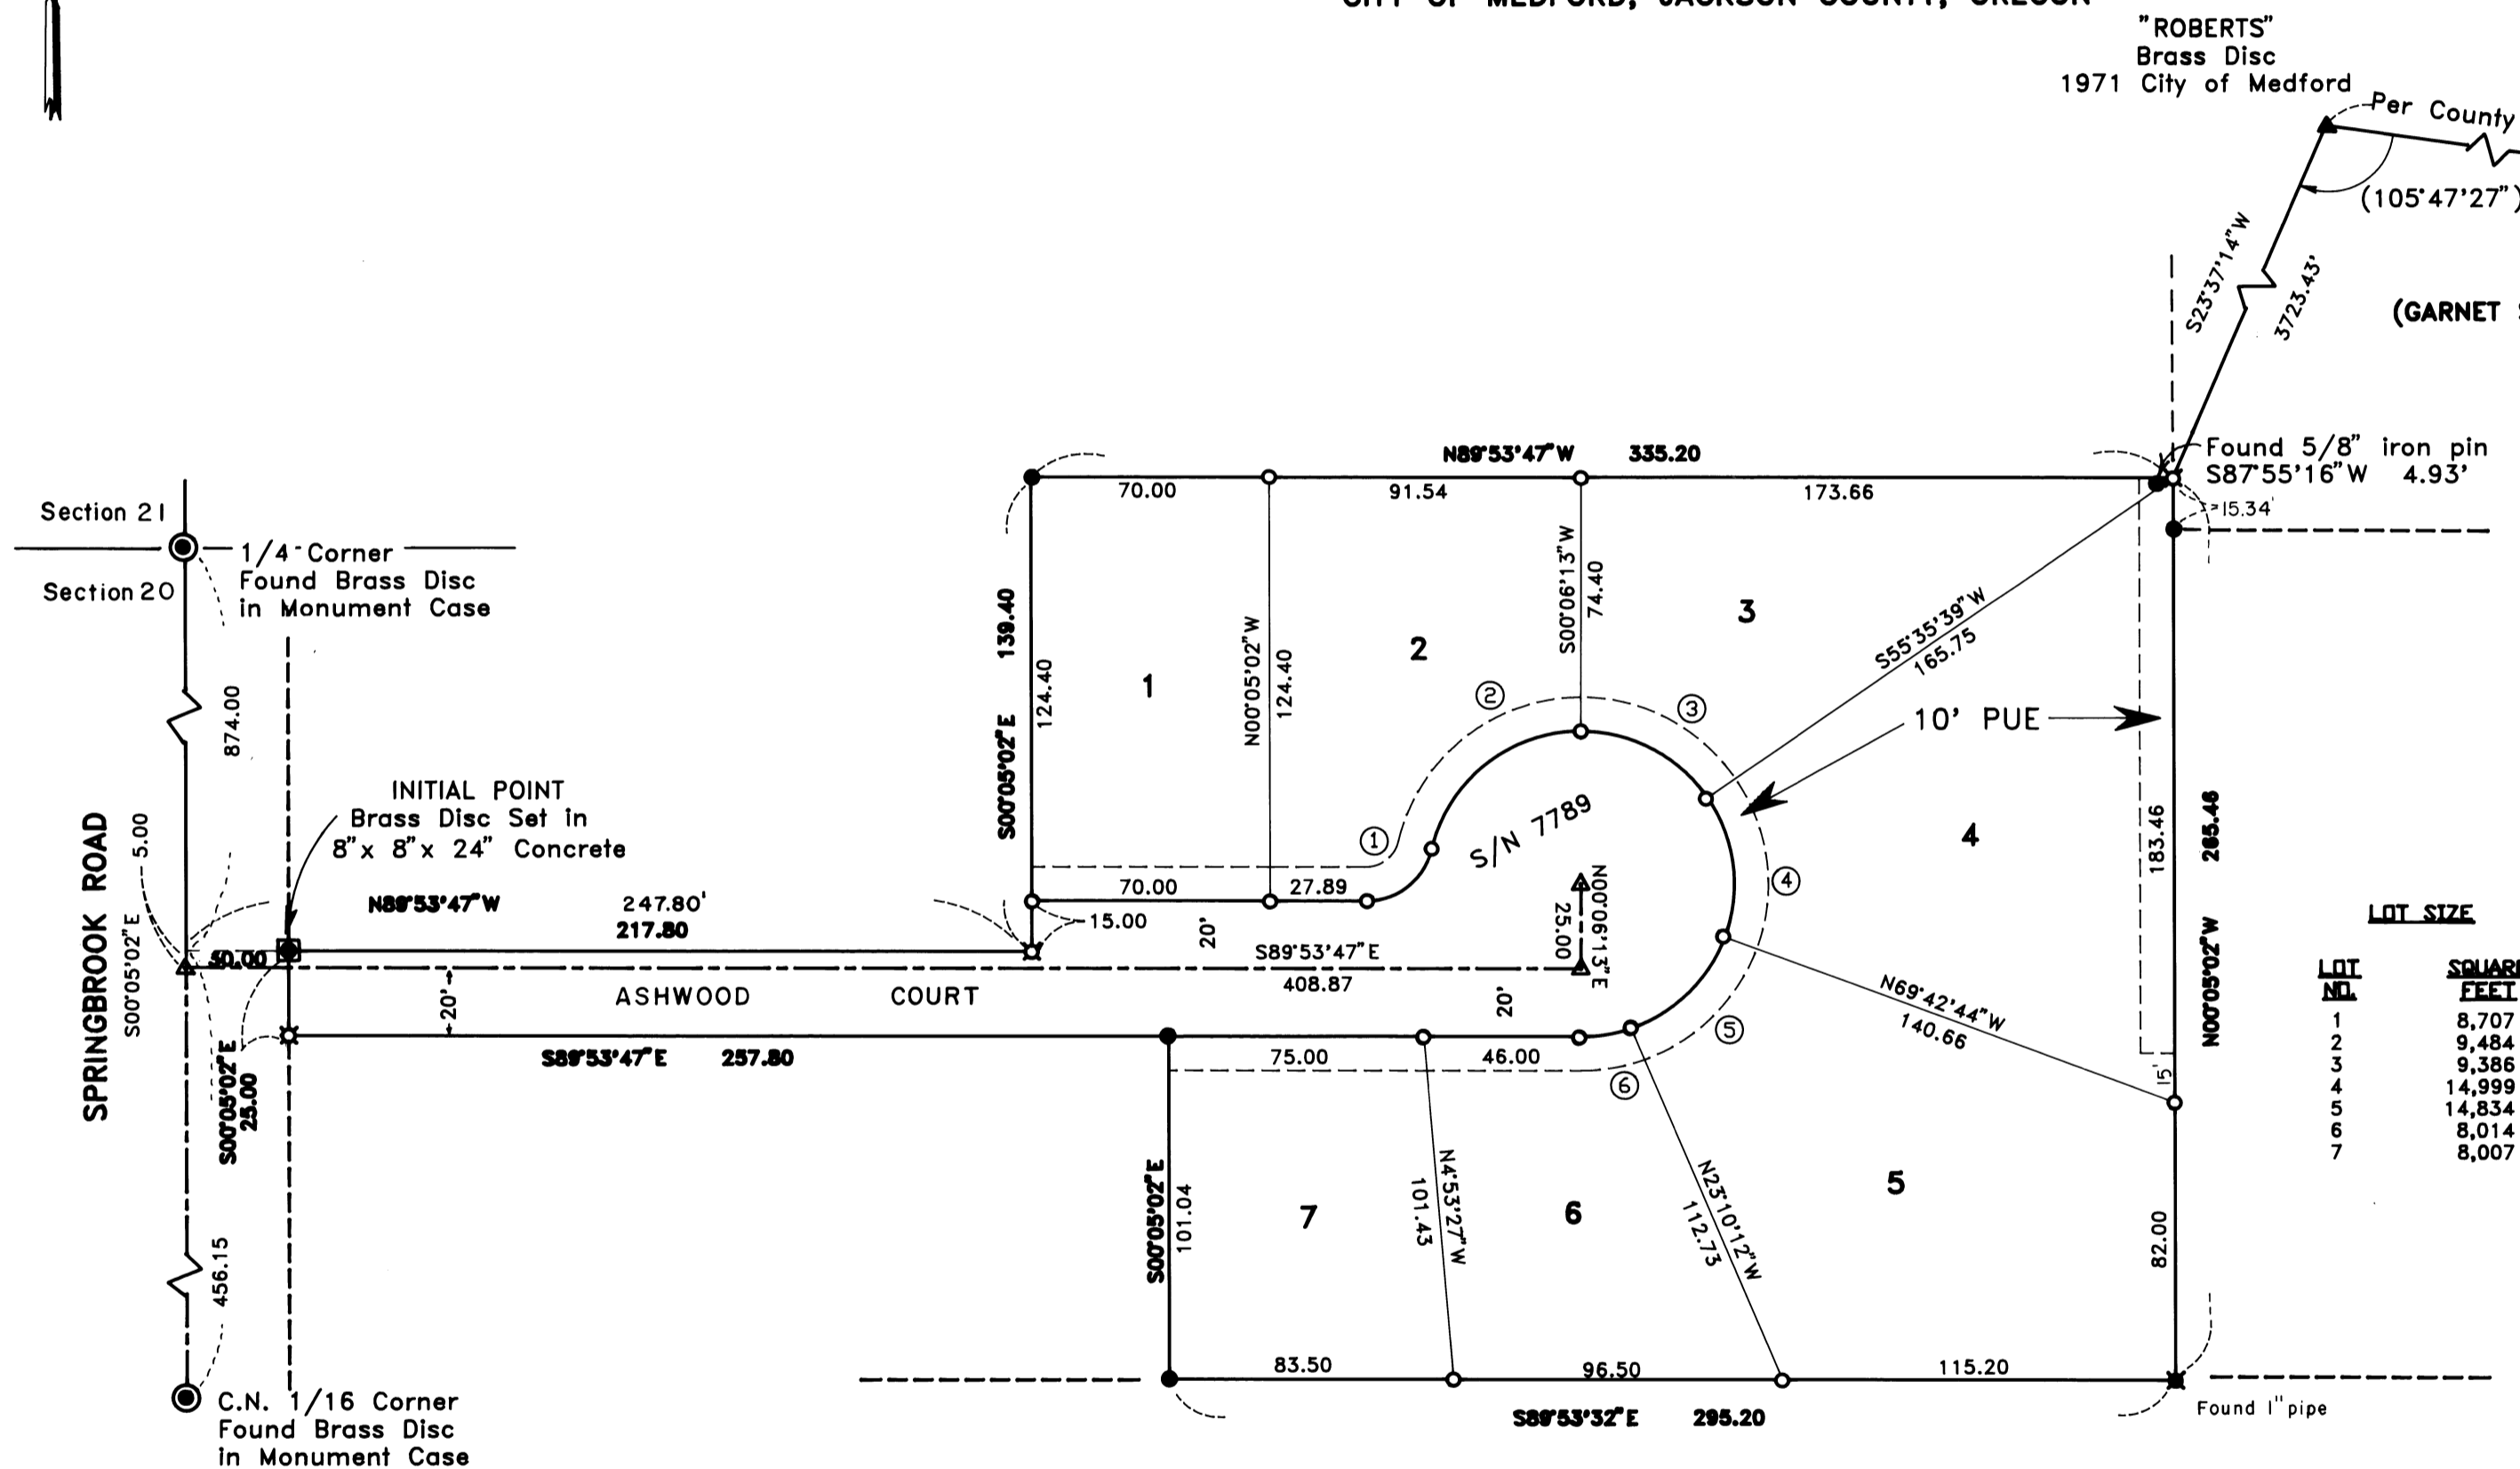 "ROBERTS"
Brass Disc
1971 City of Medford
Per County
(105°47'27")
S23°37'14"W
3723.43'
(GARNET
Found 5/8" iron pin
S87°55'16"W 4.93'
15.34'
N89°53'47"W 335.20
70.00
91.54
173.66
Section 21
1/4 Corner
Found Brass Disc
in Monument Case
Section 20
874.00
S00°05'02"E 139.40
124.40
N00°05'02"W
124.40
S00°06'13"W
74.40
S55°35'39"W
165.75
1
2
3
4
10' PUE
1
2
3
4
5
6
S/N 7789
INITIAL POINT
Brass Disc Set in
8"x 8"x 24" Concrete
SPRINGBROOK ROAD
5.00
S00°05'02"E
N89°53'47"W 247.80'
217.80
50.00
70.00
27.89
15.00
20'
S89°53'47"E
408.87
N00°06'13"E
25.00
ASHWOOD COURT
20'
20'
S89°53'47"E 257.80
S00°05'02"E
25.00
75.00
46.00
183.46
N00°05'02"W 265.46
15'
N69°42'44"W
140.66
LOT SIZE
LOT SQUARE
NO. FEET
1 8,707
2 9,484
3 9,386
4 14,999
5 14,834
6 8,014
7 8,007
S00°05'02"E
101.04
7
N4°53'27"W
101.43
6
N23°10'12"W
112.73
5
82.00
456.15
83.50
96.50
115.20
S89°53'32"E 295.20
Found 1" pipe
C.N. 1/16 Corner
Found Brass Disc
in Monument Case